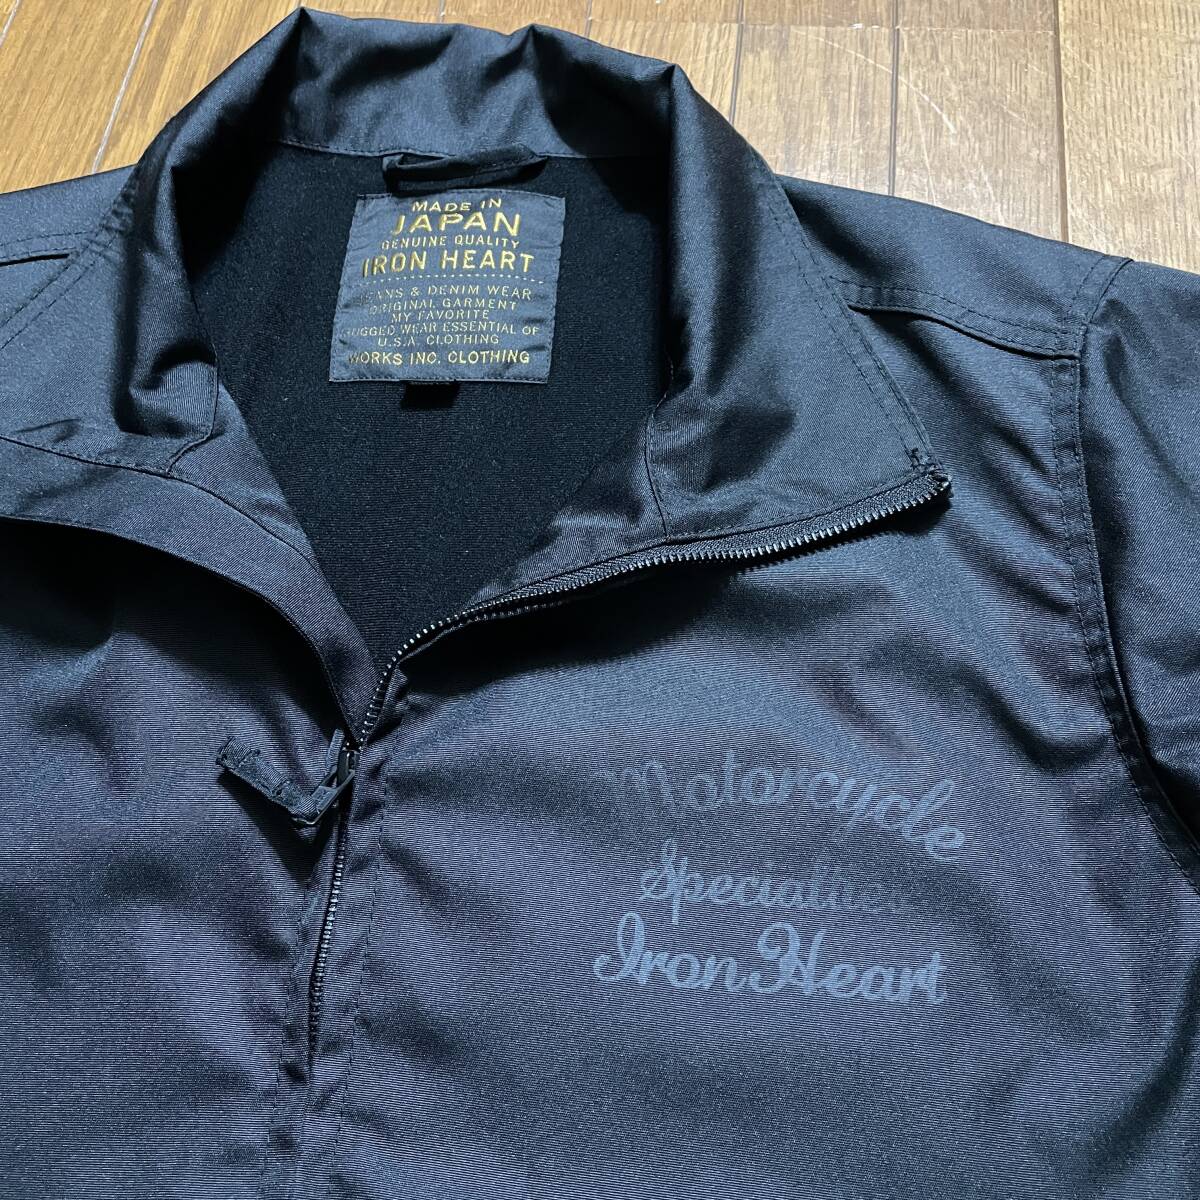 MADE IN
JAPAN
GENUINE QUALITY
IRON HEART
JEANS & DENIM WEAR
ORIGINAL GARMENT
MY FAVORITE
RUGGED WEAR ESSENTIAL OF
U.S.A. CLOTHING
WORKS INC. CLOTHING
Motorcycle
Iron Heart